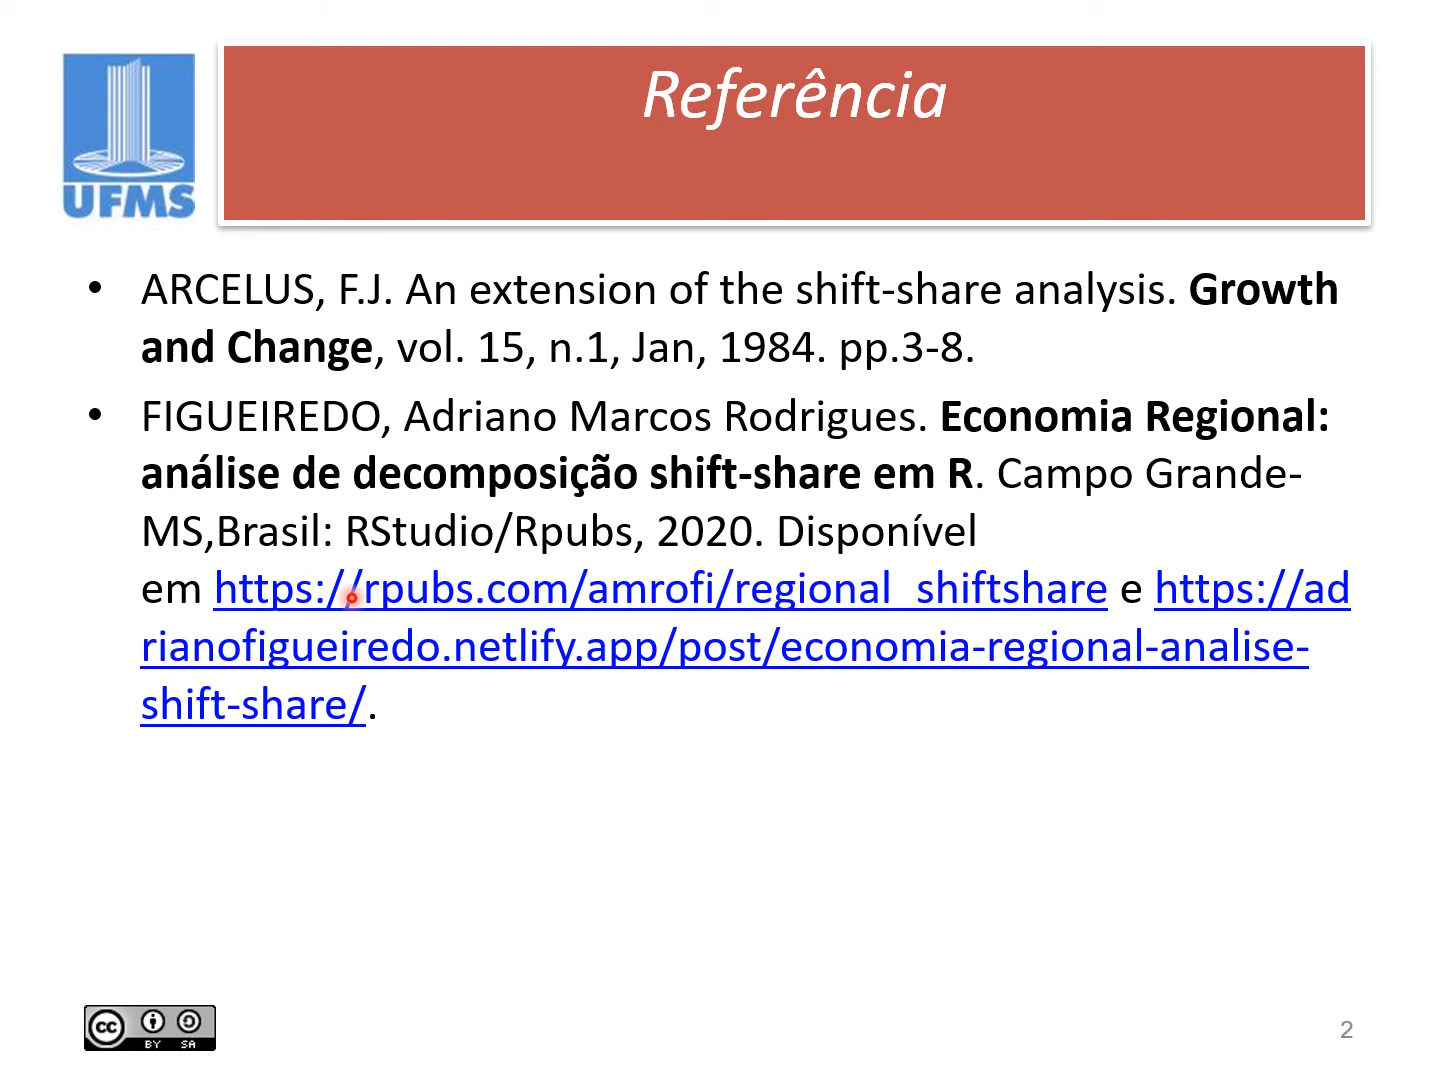 Referência
UFMS
• ARCELUS, F.J. An extension of the shift-share analysis. Growth
and Change, vol. 15, n.1, Jan, 1984. pp.3-8.
• FIGUEIREDO, Adriano Marcos Rodrigues. Economia Regional:
análise de decomposição shift-share em R. Campo Grande-
MS,Brasil: RStudio/Rpubs, 2020. Disponível
em https://rpubs.com/amrofi/regional_shiftshare e https://ad
rianofigueiredo.netlify.app/post/economia-regional-analise-
shift-share/.
cc BY SA
2